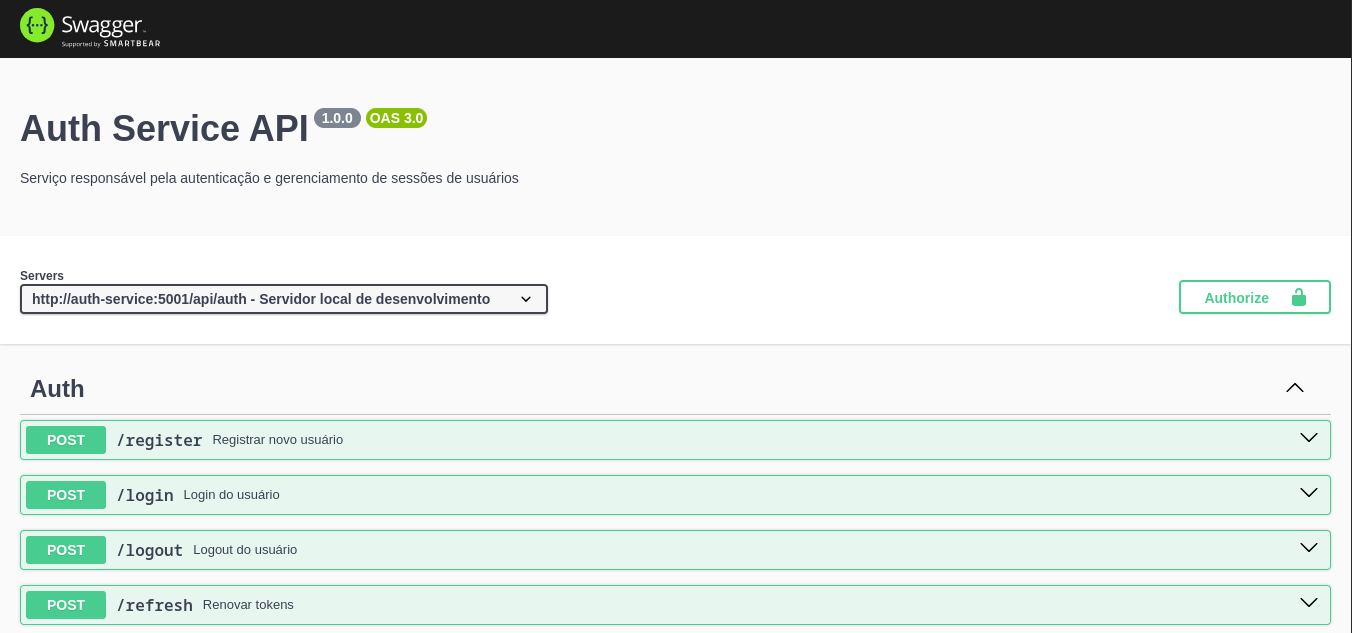 {···} Swagger
Supported by SMARTBEAR
Auth Service API 1.0.0 OAS 3.0
Serviço responsável pela autenticação e gerenciamento de sessões de usuários
Servers
http://auth-service:5001/api/auth - Servidor local de desenvolvimento
Authorize
Auth
POST /register Registrar novo usuário
POST /login Login do usuário
POST /logout Logout do usuário
POST /refresh Renovar tokens